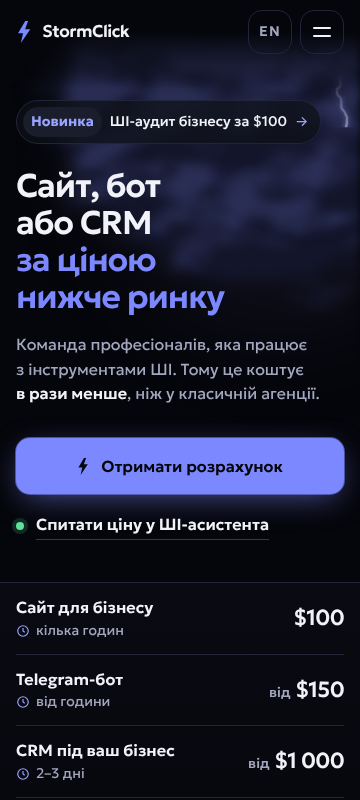 StormClick
EN
Новинка ШІ-аудит бізнесу за $100 →
Сайт, бот
або CRM
за ціною
нижче ринку
Команда професіоналів, яка працює
з інструментами ШІ. Тому це коштує
в рази менше, ніж у класичній агенції.
Отримати розрахунок
Спитати ціну у ШІ-асистента
Сайт для бізнесу
кілька годин
$100
Telegram-бот
від години
від $150
CRM під ваш бізнес
2–3 дні
від $1 000